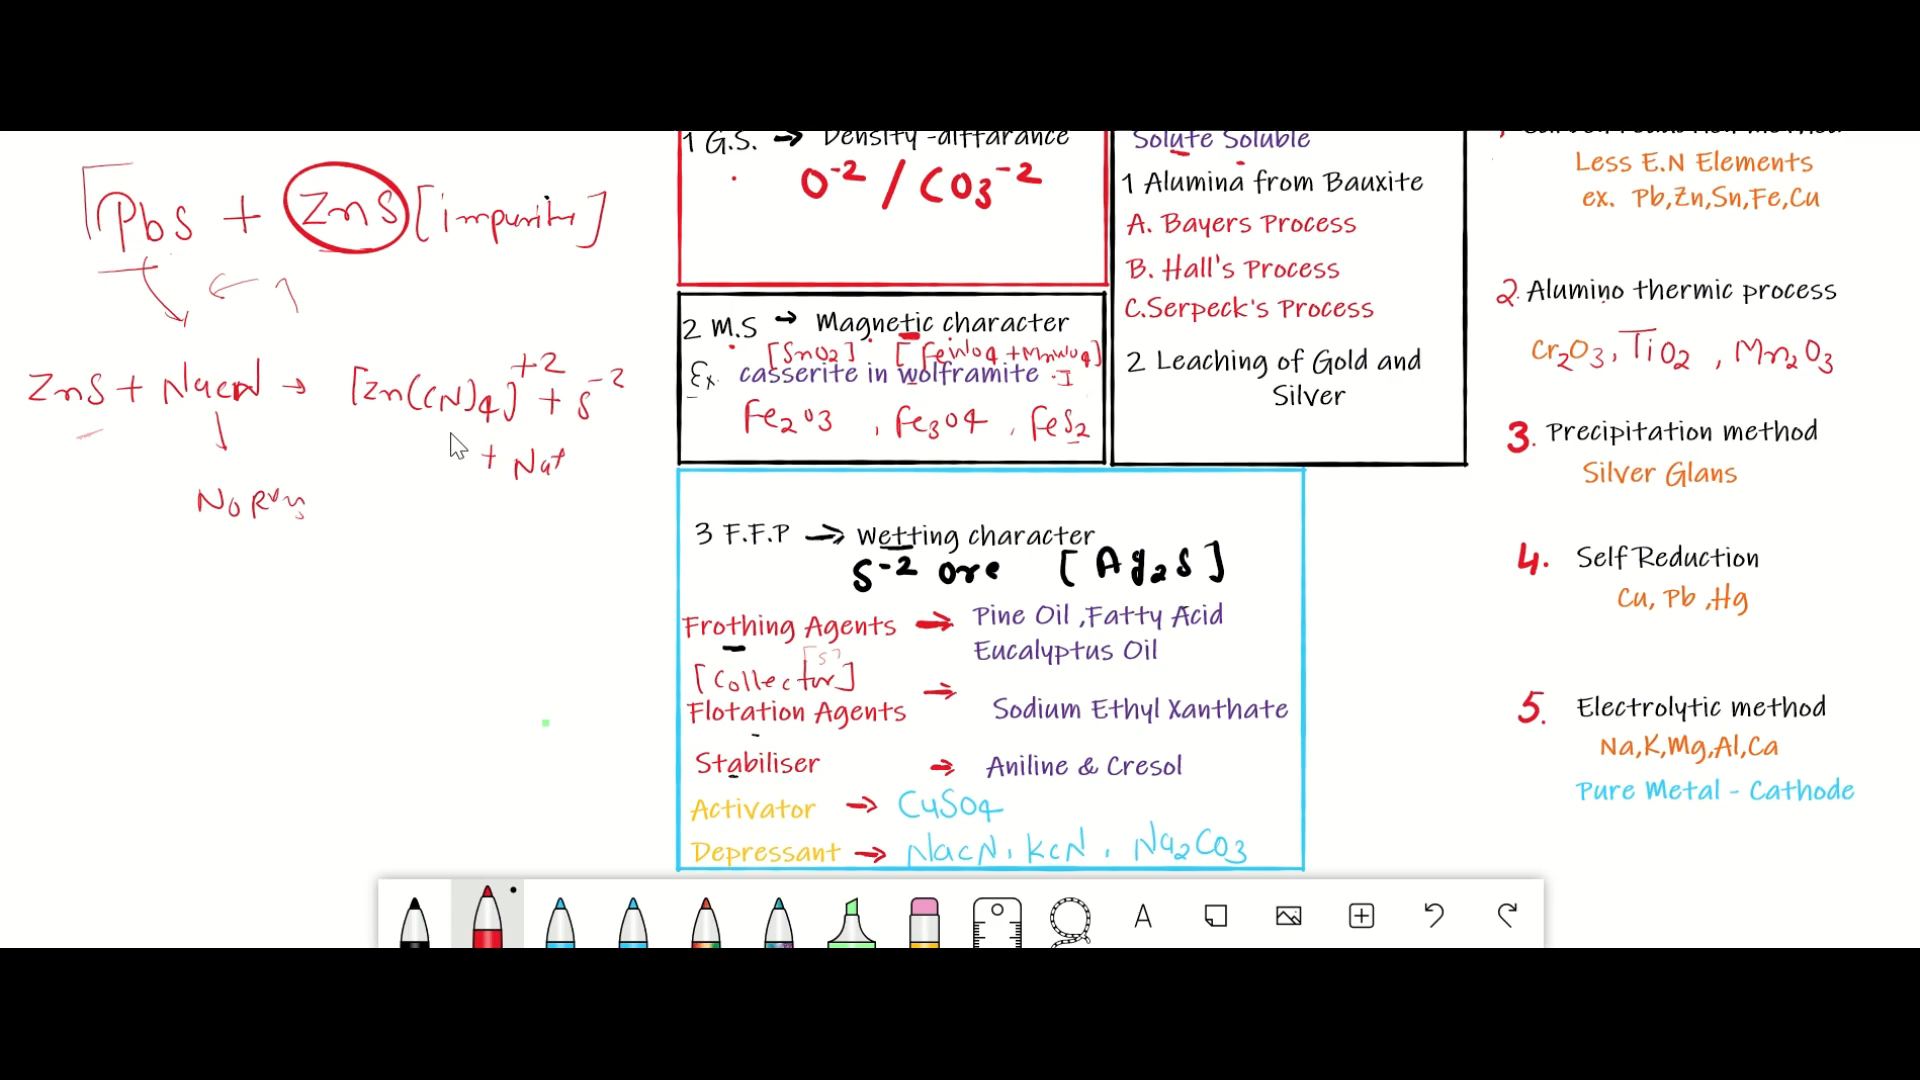 PbS + ZnS [impurity]
ZnS + NaCN → [Zn(CN)4]+2 + S-2
+ Na+
No Rxn
1 G.S. → Density -differance
O-2 / CO3-2
2 M.S → Magnetic character
[SnO2] [FeWO4 + MnWO4]
Ex. casserite in wolframite
Fe2O3 , Fe3O4 , FeS2
Solute Soluble
1 Alumina from Bauxite
A. Bayers Process
B. Hall's Process
C.Serpeck's Process
2 Leaching of Gold and
Silver
3 F.F.P → Wetting character
S-2 ore [Ag2S]
Frothing Agents → Pine Oil ,Fatty Acid
Eucalyptus Oil
[Collector]
Flotation Agents → Sodium Ethyl Xanthate
Stabiliser → Aniline & Cresol
Activator → CuSO4
Depressant → NaCN, KCN, Na2CO3
Less E.N Elements
ex. Pb,Zn,Sn,Fe,Cu
2. Alumino thermic process
Cr2O3, TiO2 , Mn2O3
3. Precipitation method
Silver Glans
4. Self Reduction
Cu, Pb ,Hg
5. Electrolytic method
Na,K,Mg,Al,Ca
Pure Metal - Cathode